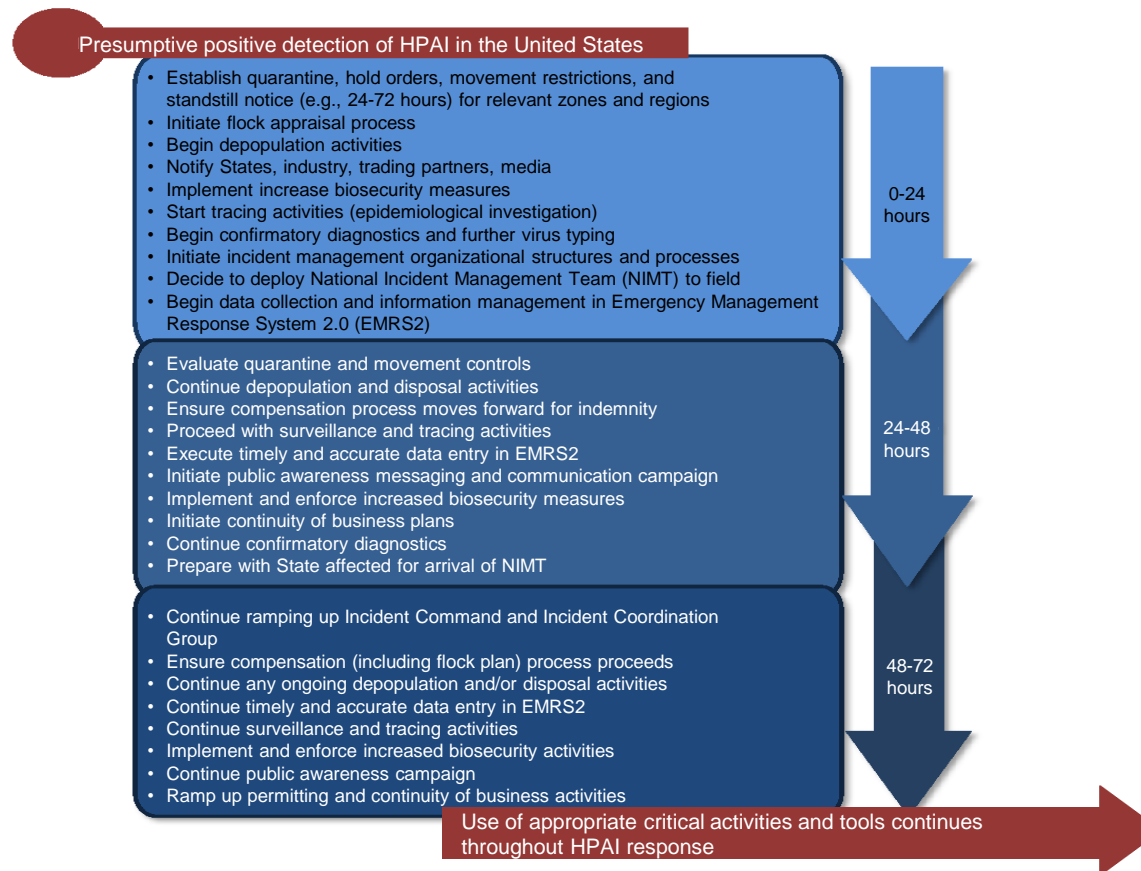 Presumptive positive detection of HPAI in the United States
• Establish quarantine, hold orders, movement restrictions, and
standstill notice (e.g., 24-72 hours) for relevant zones and regions
• Initiate flock appraisal process
• Begin depopulation activities
• Notify States, industry, trading partners, media
• Implement increase biosecurity measures
• Start tracing activities (epidemiological investigation)
• Begin confirmatory diagnostics and further virus typing
• Initiate incident management organizational structures and processes
• Decide to deploy National Incident Management Team (NIMT) to field
• Begin data collection and information management in Emergency Management
Response System 2.0 (EMRS2)
0-24
hours
• Evaluate quarantine and movement controls
• Continue depopulation and disposal activities
• Ensure compensation process moves forward for indemnity
• Proceed with surveillance and tracing activities
• Execute timely and accurate data entry in EMRS2
• Initiate public awareness messaging and communication campaign
• Implement and enforce increased biosecurity measures
• Initiate continuity of business plans
• Continue confirmatory diagnostics
• Prepare with State affected for arrival of NIMT
24-48
hours
• Continue ramping up Incident Command and Incident Coordination
Group
• Ensure compensation (including flock plan) process proceeds
• Continue any ongoing depopulation and/or disposal activities
• Continue timely and accurate data entry in EMRS2
• Continue surveillance and tracing activities
• Implement and enforce increased biosecurity activities
• Continue public awareness campaign
• Ramp up permitting and continuity of business activities
48-72
hours
Use of appropriate critical activities and tools continues
throughout HPAI response